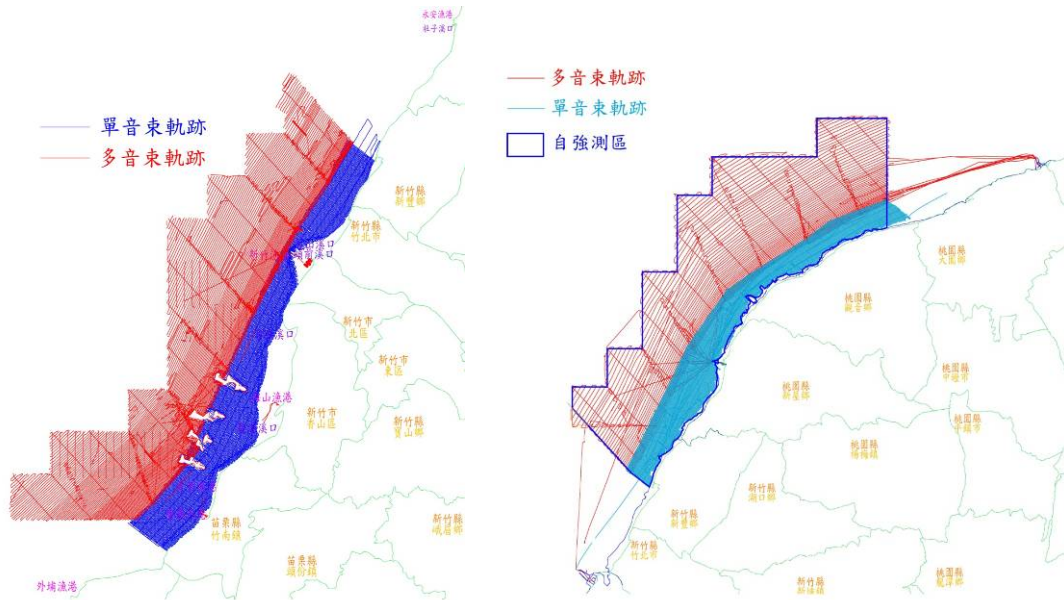 永安漁港
社子溪口
單音束軌跡
多音束軌跡
新竹縣
新豐鄉
新竹縣
竹北市
新竹市
北區
新竹市
東區
新竹市
香山區
新竹縣
寶山鄉
苗栗縣
竹南鎮
新竹縣
峨眉鄉
苗栗縣
頭份鎮
外埔漁港
多音束軌跡
單音束軌跡
自強測區
桃園縣
大園鄉
桃園縣
觀音鄉
桃園縣
中壢市
桃園縣
新屋鄉
桃園縣
平鎮市
桃園縣
楊梅鎮
新竹縣
湖口鄉
新竹縣
新豐鄉
新竹縣
竹北市
新竹縣
新埔鎮
桃園縣
龍潭鄉